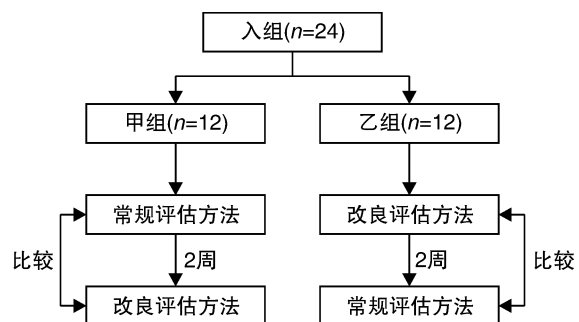 入组(n=24)
甲组(n=12)
乙组(n=12)
常规评估方法
改良评估方法
比较
2周
2周
比较
改良评估方法
常规评估方法